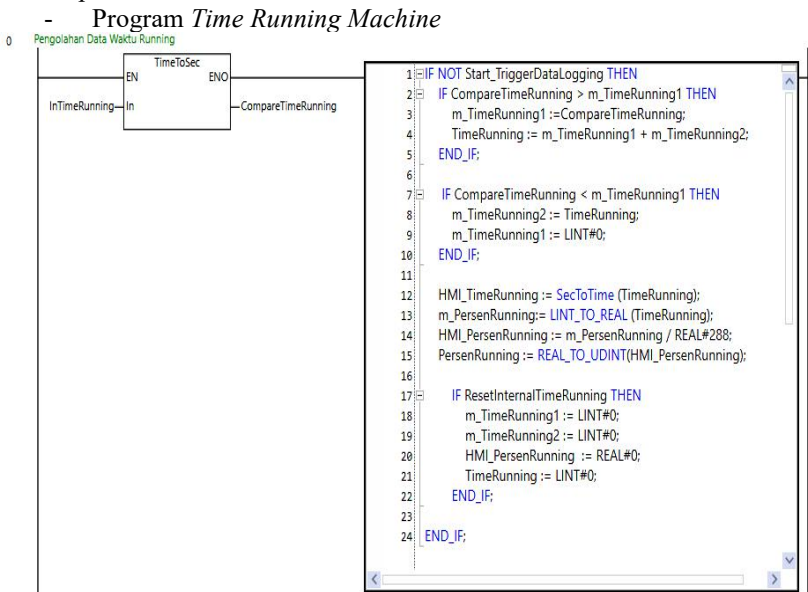 - Program Time Running Machine
0 Pengolahan Data Waktu Running
TimeToSec
EN ENO
InTimeRunning In CompareTimeRunning
1 IF NOT Start_TriggerDataLogging THEN
2 IF CompareTimeRunning > m_TimeRunning1 THEN
3 m_TimeRunning1 :=CompareTimeRunning;
4 TimeRunning := m_TimeRunning1 + m_TimeRunning2;
5 END_IF;
6
7 IF CompareTimeRunning < m_TimeRunning1 THEN
8 m_TimeRunning2 := TimeRunning;
9 m_TimeRunning1 := LINT#0;
10 END_IF;
11
12 HMI_TimeRunning := SecToTime (TimeRunning);
13 m_PersenRunning:= LINT_TO_REAL (TimeRunning);
14 HMI_PersenRunning := m_PersenRunning / REAL#288;
15 PersenRunning := REAL_TO_UDINT(HMI_PersenRunning);
16
17 IF ResetInternalTimeRunning THEN
18 m_TimeRunning1 := LINT#0;
19 m_TimeRunning2 := LINT#0;
20 HMI_PersenRunning := REAL#0;
21 TimeRunning := LINT#0;
22 END_IF;
23
24 END_IF;